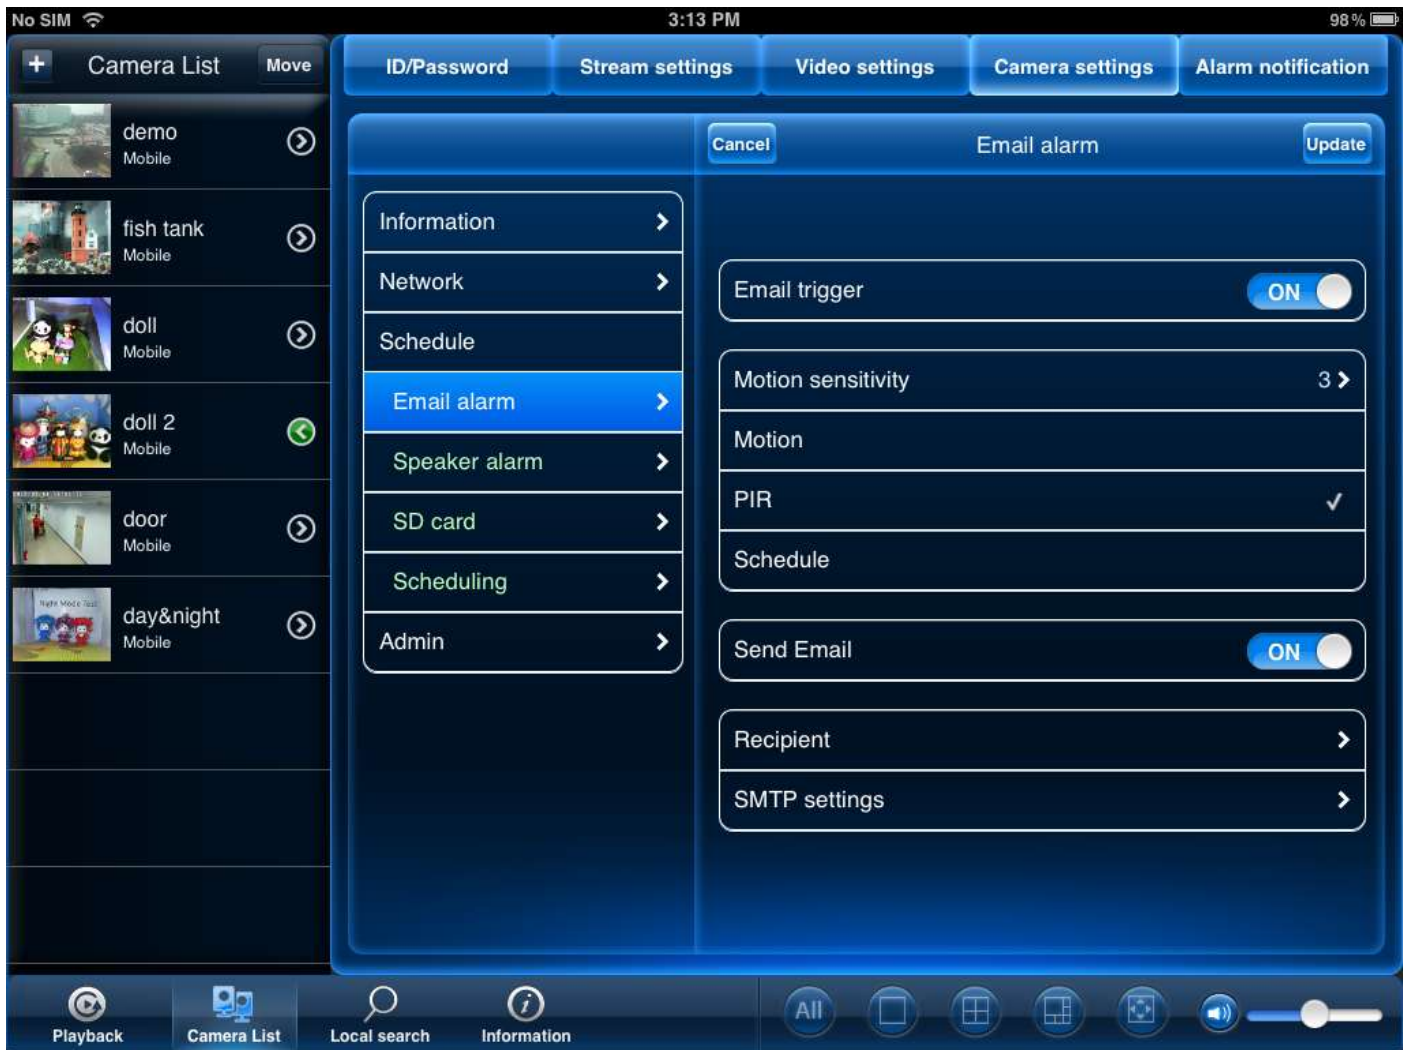 No SIM
3:13 PM
98%
+
Camera List
Move
ID/Password
Stream settings
Video settings
Camera settings
Alarm notification
demo
Mobile
fish tank
Mobile
doll
Mobile
doll 2
Mobile
door
Mobile
Night Mode Test
day&night
Mobile
Information
Network
Schedule
Email alarm
Speaker alarm
SD card
Scheduling
Admin
Cancel
Email alarm
Update
Email trigger
ON
Motion sensitivity
3
Motion
PIR
Schedule
Send Email
ON
Recipient
SMTP settings
Playback
Camera List
Local search
Information
All